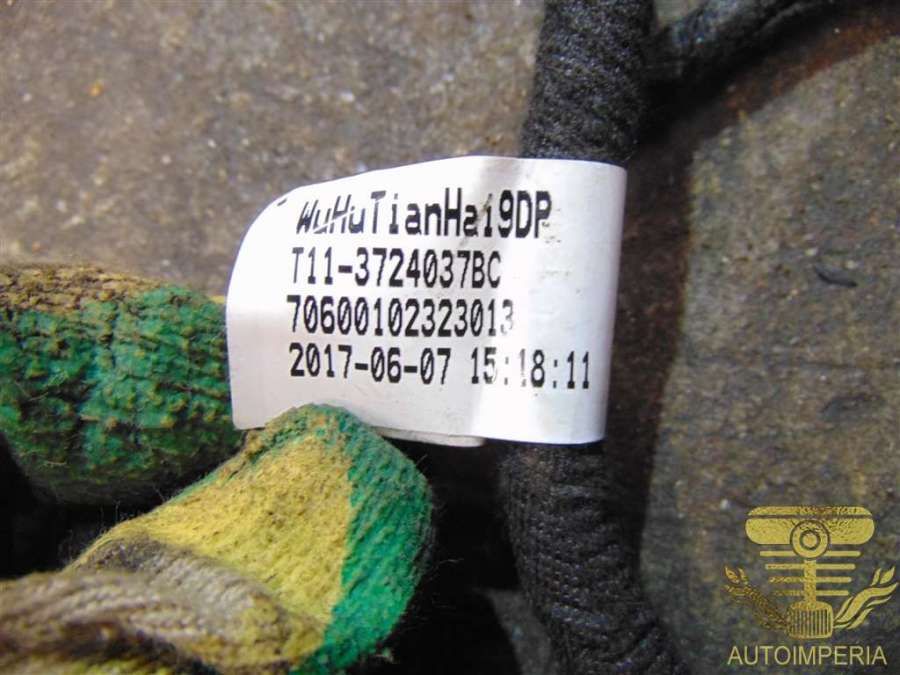 WuHuTianHai9DP
T11-3724037BC
70600102323013
2017-06-07 15:18:11
AUTOIMPERIA